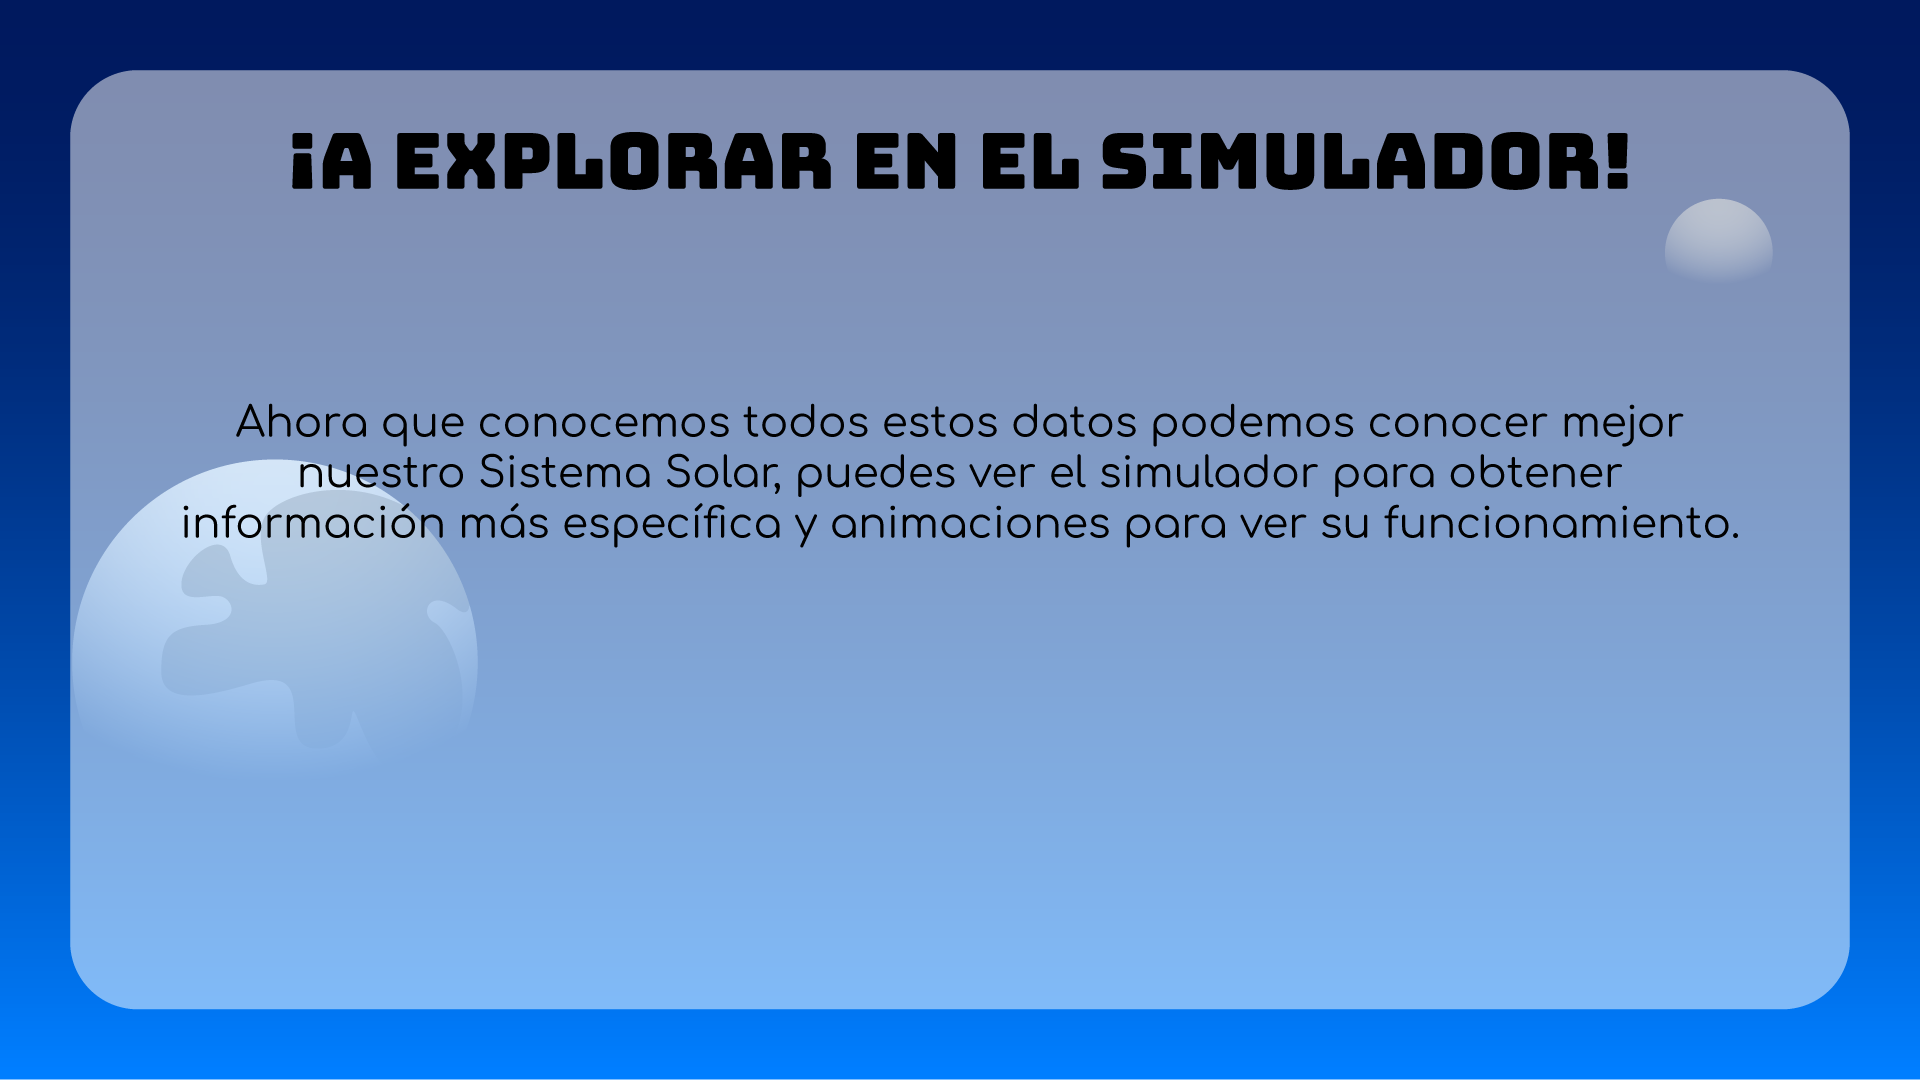 ¡A EXPLORAR EN EL SIMULADOR!
Ahora que conocemos todos estos datos podemos conocer mejor
nuestro Sistema Solar, puedes ver el simulador para obtener
información más específica y animaciones para ver su funcionamiento.